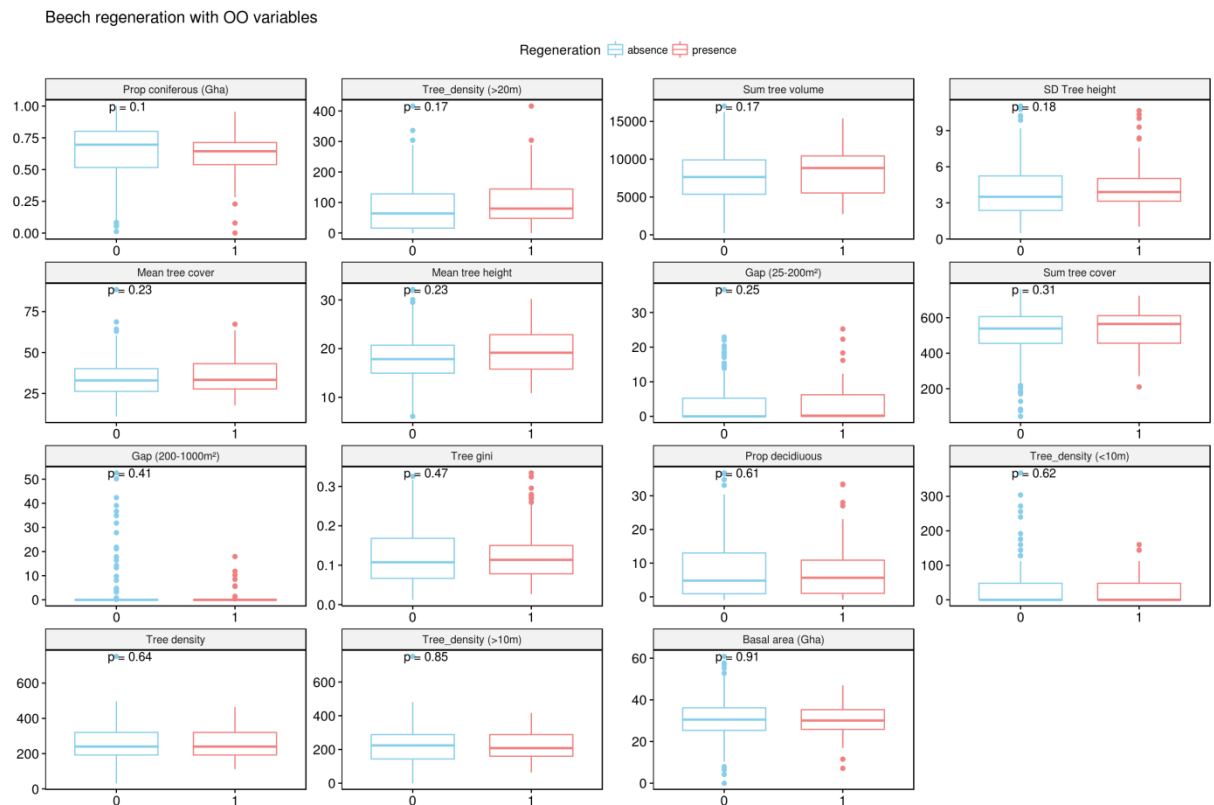 Beech regeneration with OO variables
Regeneration absence presence
Prop coniferous (Gha)
p = 0.1
1.00
0.75
0.50
0.25
0.00
0 1
Tree_density (>20m)
p = 0.17
400
300
200
100
0
0 1
Sum tree volume
p = 0.17
15000
10000
5000
0
0 1
SD Tree height
p = 0.18
9
6
3
0
0 1
Mean tree cover
p = 0.23
75
50
25
0 1
Mean tree height
p = 0.23
30
20
10
0 1
Gap (25-200m²)
p = 0.25
30
20
10
0
0 1
Sum tree cover
p = 0.31
600
400
200
0 1
Gap (200-1000m²)
p = 0.41
50
40
30
20
10
0
0 1
Tree gini
p = 0.47
0.3
0.2
0.1
0.0
0 1
Prop decidiuous
p = 0.61
30
20
10
0
0 1
Tree_density (<10m)
p = 0.62
300
200
100
0
0 1
Tree density
p = 0.64
600
400
200
0
0 1
Tree_density (>10m)
p = 0.85
600
400
200
0
0 1
Basal area (Gha)
p = 0.91
60
40
20
0
0 1